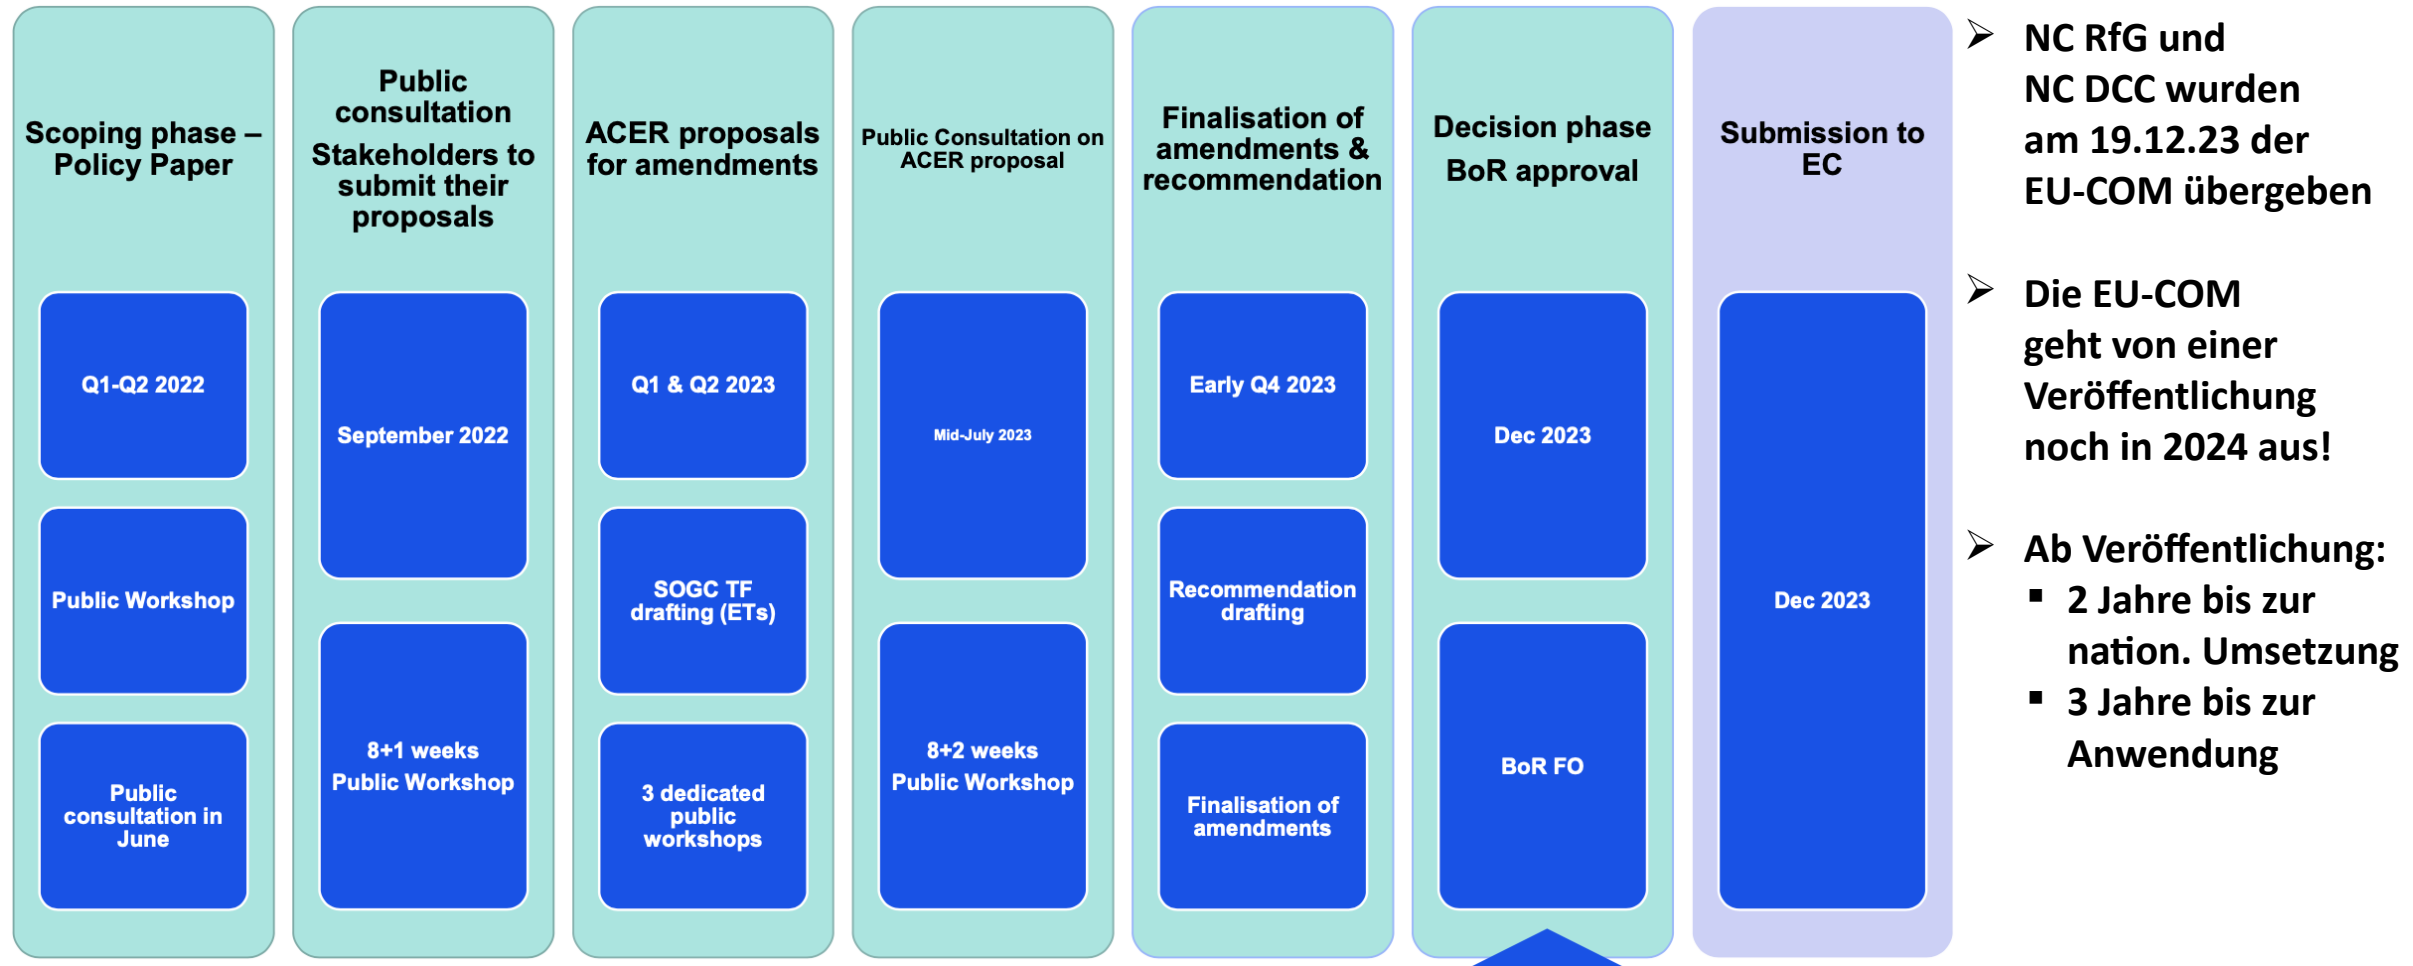 Scoping phase –
Policy Paper
Q1-Q2 2022
Public Workshop
Public
consultation in
June
Public
consultation
Stakeholders to
submit their
proposals
September 2022
8+1 weeks
Public Workshop
ACER proposals
for amendments
Q1 & Q2 2023
SOGC TF
drafting (ETs)
3 dedicated
public
workshops
Public Consultation on
ACER proposal
Mid-July 2023
8+2 weeks
Public Workshop
Finalisation of
amendments &
recommendation
Early Q4 2023
Recommendation
drafting
Finalisation of
amendments
Decision phase
BoR approval
Dec 2023
BoR FO
Submission to
EC
Dec 2023
➢ NC RfG und
NC DCC wurden
am 19.12.23 der
EU-COM übergeben
➢ Die EU-COM
geht von einer
Veröffentlichung
noch in 2024 aus!
➢ Ab Veröffentlichung:
▪ 2 Jahre bis zur
nation. Umsetzung
▪ 3 Jahre bis zur
Anwendung